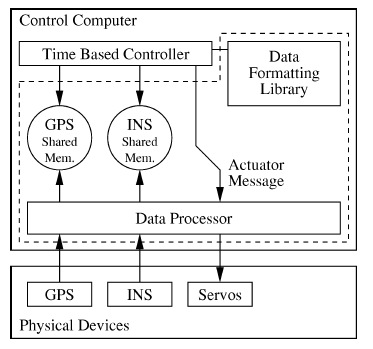 Control Computer
Time Based Controller
Data
Formatting
Library
GPS
Shared
Mem.
INS
Shared
Mem.
Actuator
Message
Data Processor
GPS
INS
Servos
Physical Devices